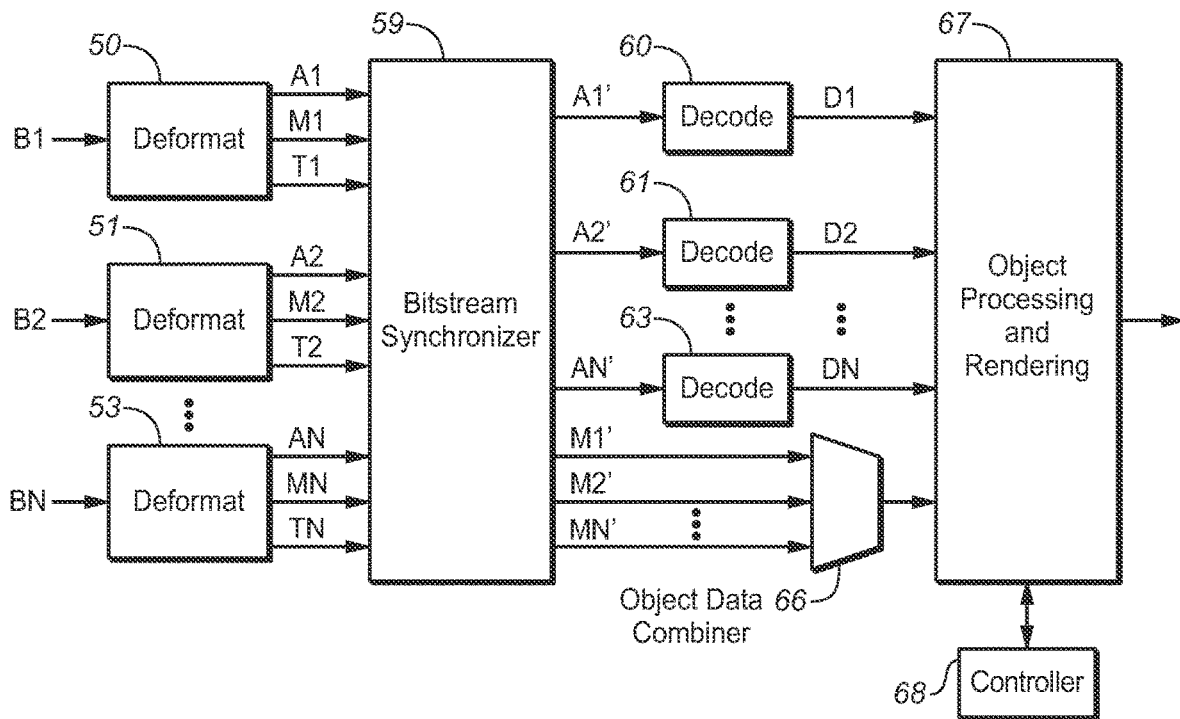 50
B1
Deformat
A1
M1
T1
51
B2
Deformat
A2
M2
T2
53
BN
Deformat
AN
MN
TN
59
Bitstream
Synchronizer
A1'
60
Decode
D1
A2'
61
Decode
D2
AN'
63
Decode
DN
M1'
M2'
MN'
Object Data
Combiner
66
67
Object
Processing
and
Rendering
68
Controller